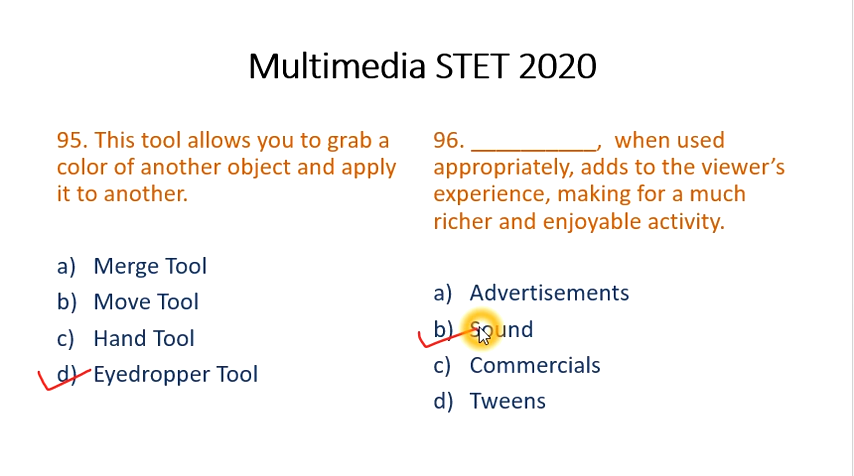 Multimedia STET 2020
95. This tool allows you to grab a
color of another object and apply
it to another.
a) Merge Tool
b) Move Tool
c) Hand Tool
d) Eyedropper Tool
96. __________, when used
appropriately, adds to the viewer's
experience, making for a much
richer and enjoyable activity.
a) Advertisements
b) Sound
c) Commercials
d) Tweens